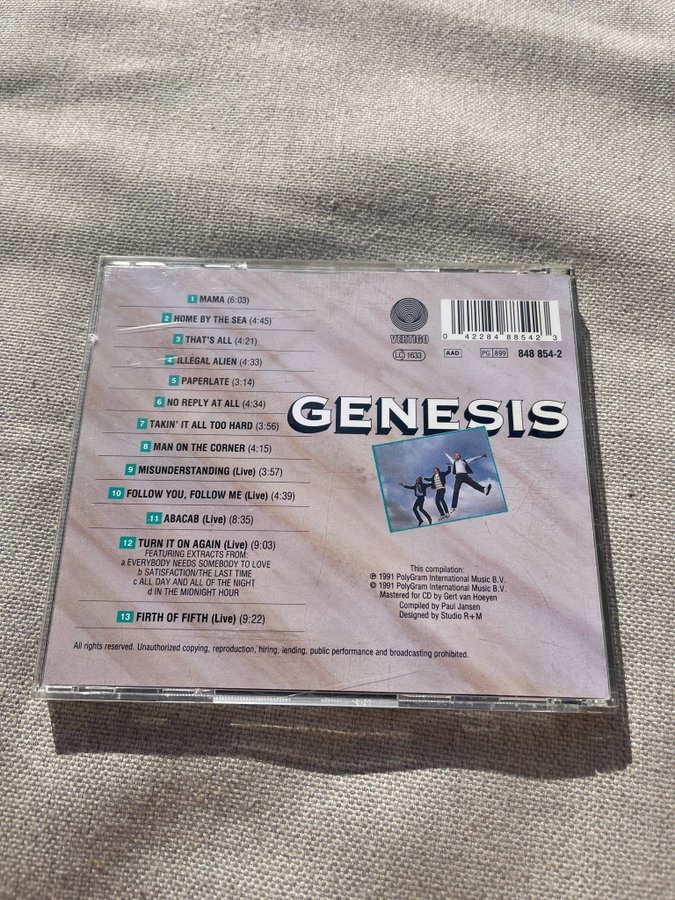 1 MAMA (6:03)
2 HOME BY THE SEA (4:45)
3 THAT'S ALL (4:21)
4 ILLEGAL ALIEN (4:33)
5 PAPERLATE (3:14)
6 NO REPLY AT ALL (4:34)
7 TAKIN' IT ALL TOO HARD (3:56)
8 MAN ON THE CORNER (4:15)
9 MISUNDERSTANDING (Live) (3:57)
10 FOLLOW YOU, FOLLOW ME (Live) (4:39)
11 ABACAB (Live) (8:35)
12 TURN IT ON AGAIN (Live) (9:03)
FEATURING EXTRACTS FROM:
a EVERYBODY NEEDS SOMEBODY TO LOVE
b SATISFACTION/THE LAST TIME
c ALL DAY AND ALL OF THE NIGHT
d IN THE MIDNIGHT HOUR
13 FIRTH OF FIFTH (Live) (9:22)
VERTIGO
0 42284 88542 3
LC 1633 AAD PG 899 848 854-2
GENESIS
This compilation:
℗ 1991 PolyGram International Music B.V.
© 1991 PolyGram International Music B.V.
Mastered for CD by Gert van Hoeyen
Compiled by Paul Jansen
Designed by Studio R+M
All rights reserved. Unauthorized copying, reproduction, hiring, lending, public performance and broadcasting prohibited.